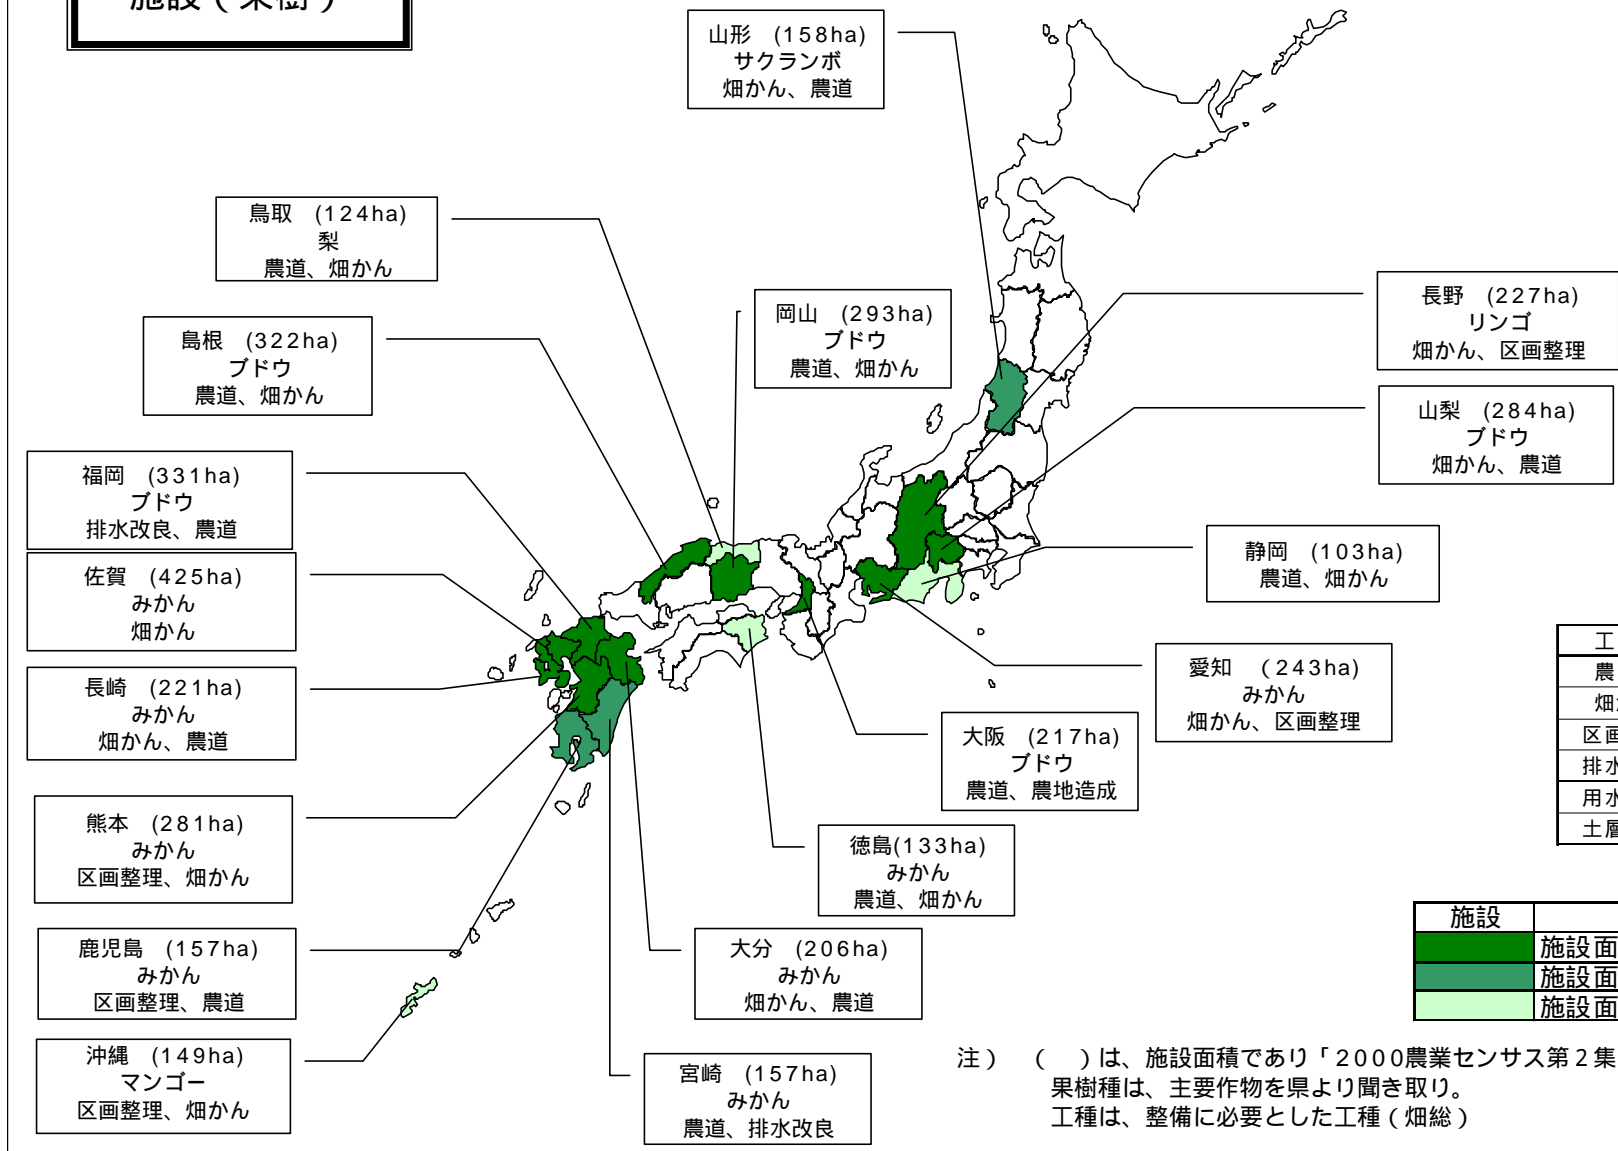 施設（果樹）
山形　(158ha)
サクランボ
畑かん、農道
鳥取　(124ha)
梨
農道、畑かん
島根　(322ha)
ブドウ
農道、畑かん
岡山　(293ha)
ブドウ
農道、畑かん
長野　(227ha)
リンゴ
畑かん、区画整理
山梨　(284ha)
ブドウ
畑かん、農道
福岡　(331ha)
ブドウ
排水改良、農道
佐賀　(425ha)
みかん
畑かん
長崎　(221ha)
みかん
畑かん、農道
静岡　(103ha)
農道、畑かん
愛知　(243ha)
みかん
畑かん、区画整理
大阪　(217ha)
ブドウ
農道、農地造成
熊本　(281ha)
みかん
区画整理、畑かん
徳島(133ha)
みかん
農道、畑かん
鹿児島　(157ha)
みかん
区画整理、農道
大分　(206ha)
みかん
畑かん、農道
沖縄　(149ha)
マンゴー
区画整理、畑かん
宮崎　(157ha)
みかん
農道、排水改良
工
農
畑
区画
排水
用水
土層
施設
施設面
施設面
施設面
注）　（　）は、施設面積であり「2000農業センサス第2集
果樹種は、主要作物を県より聞き取り。
工種は、整備に必要とした工種（畑総）